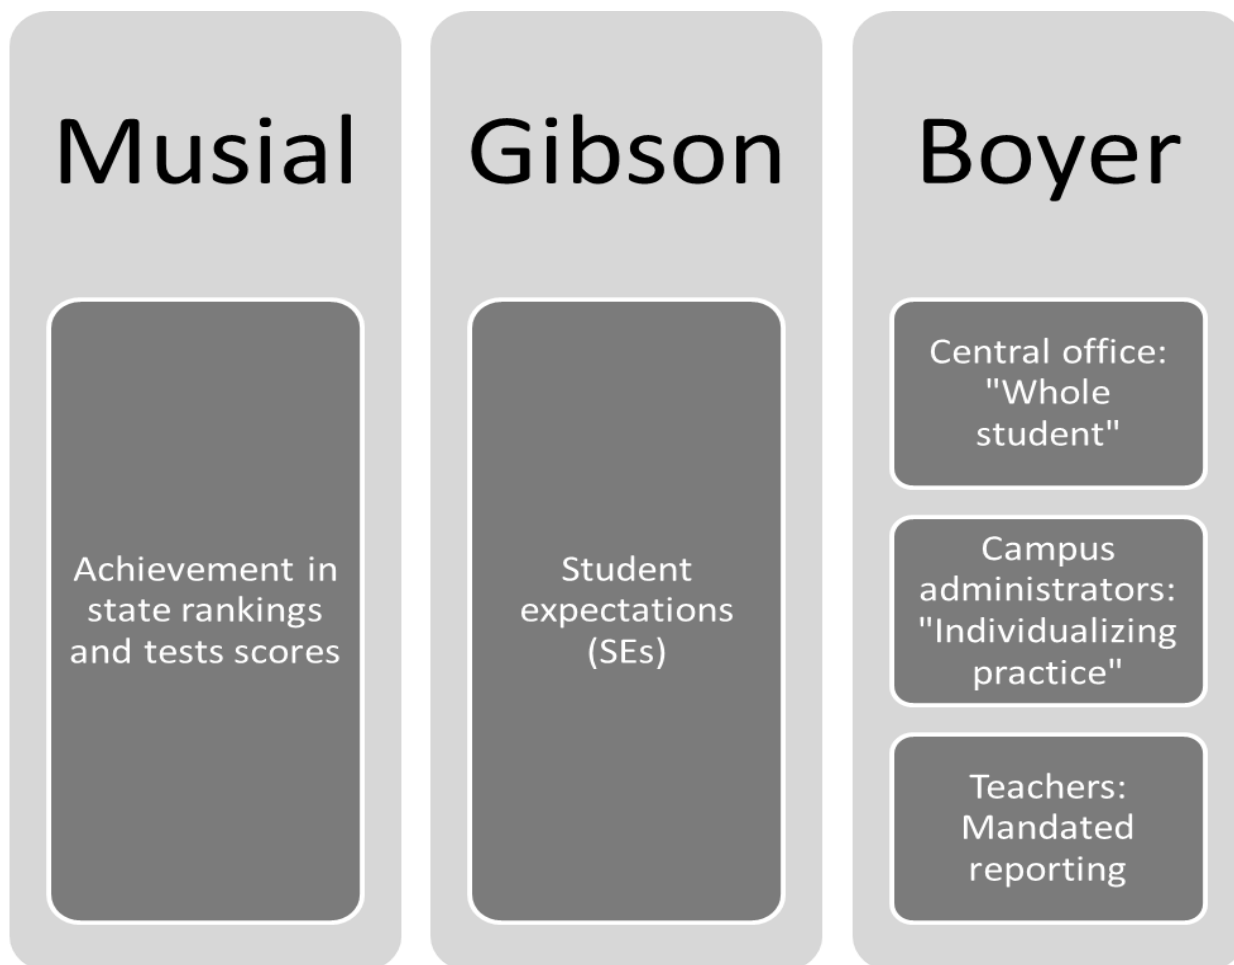 Musial
Achievement in
state rankings
and tests scores
Gibson
Student
expectations
(SEs)
Boyer
Central office:
"Whole
student"
Campus
administrators:
"Individualizing
practice"
Teachers:
Mandated
reporting